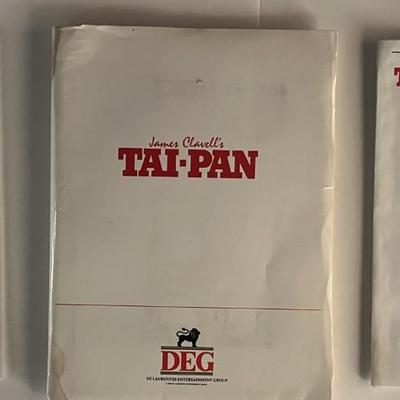 James Clavell's
TAI-PAN
T
DEG
DE LAURENTIIS ENTERTAINMENT GROUP